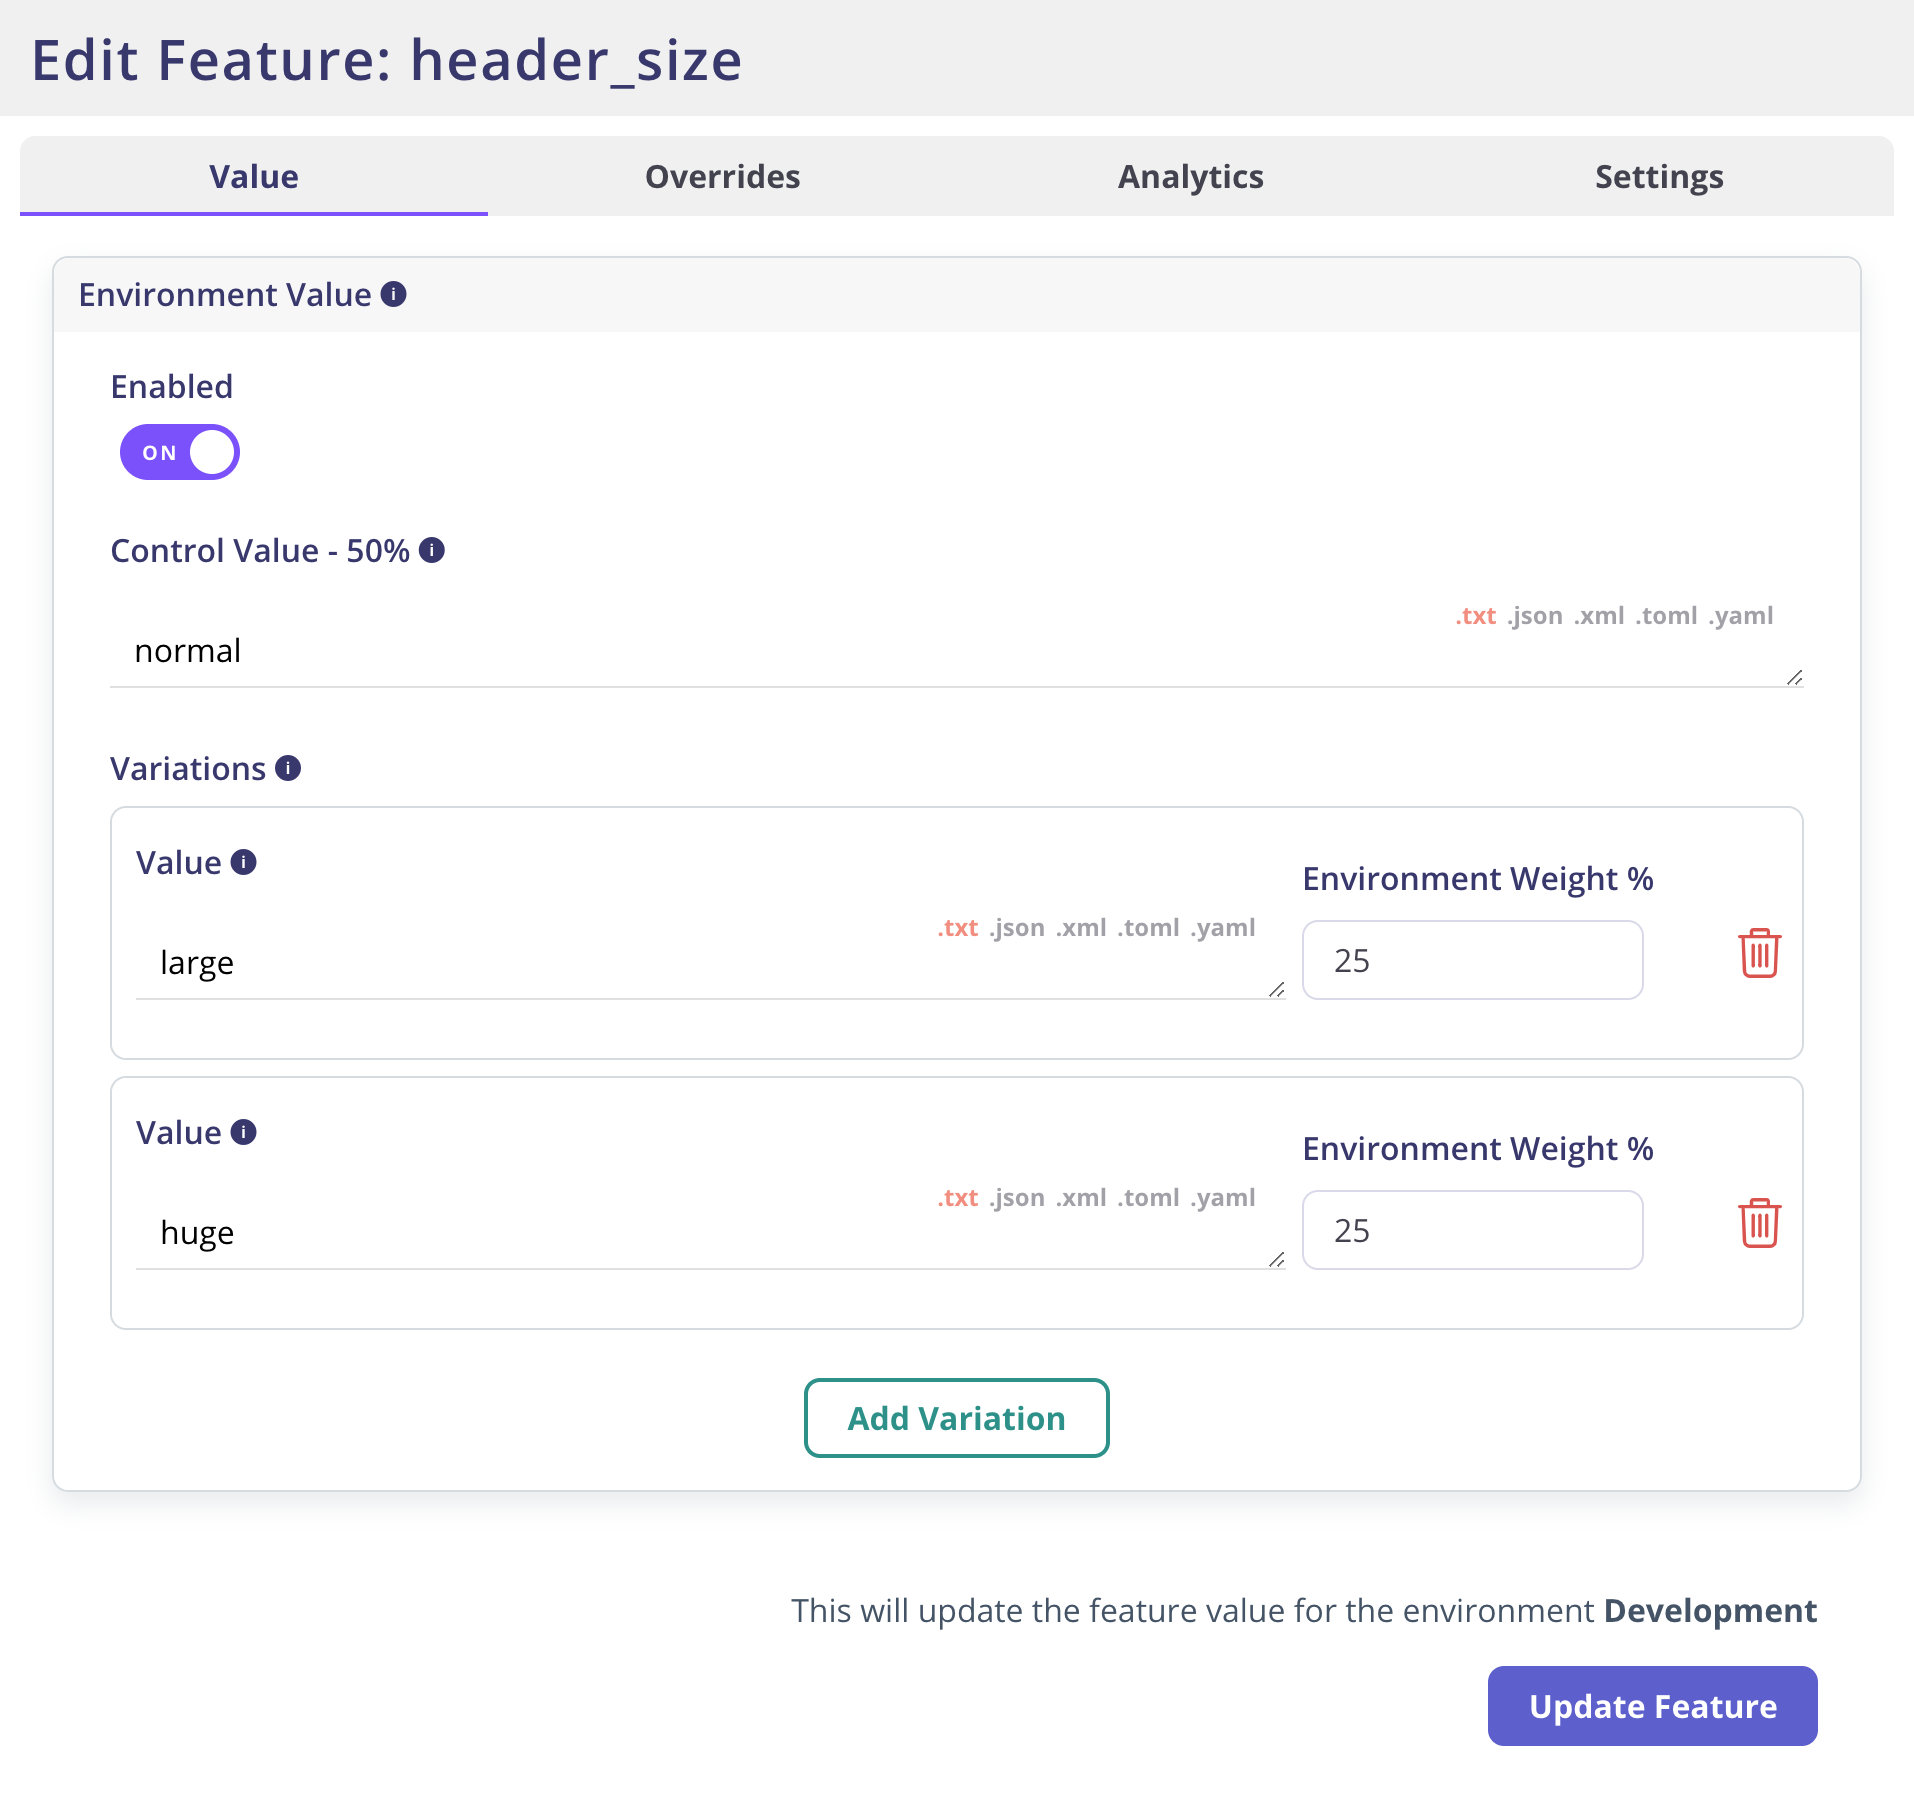 Edit Feature: header_size
Value Overrides Analytics Settings
Environment Value i
Enabled
ON
Control Value - 50% i
.txt .json .xml .toml .yaml
normal
Variations i
Value i
Environment Weight %
.txt .json .xml .toml .yaml
large
25
Value i
Environment Weight %
.txt .json .xml .toml .yaml
huge
25
Add Variation
This will update the feature value for the environment Development
Update Feature